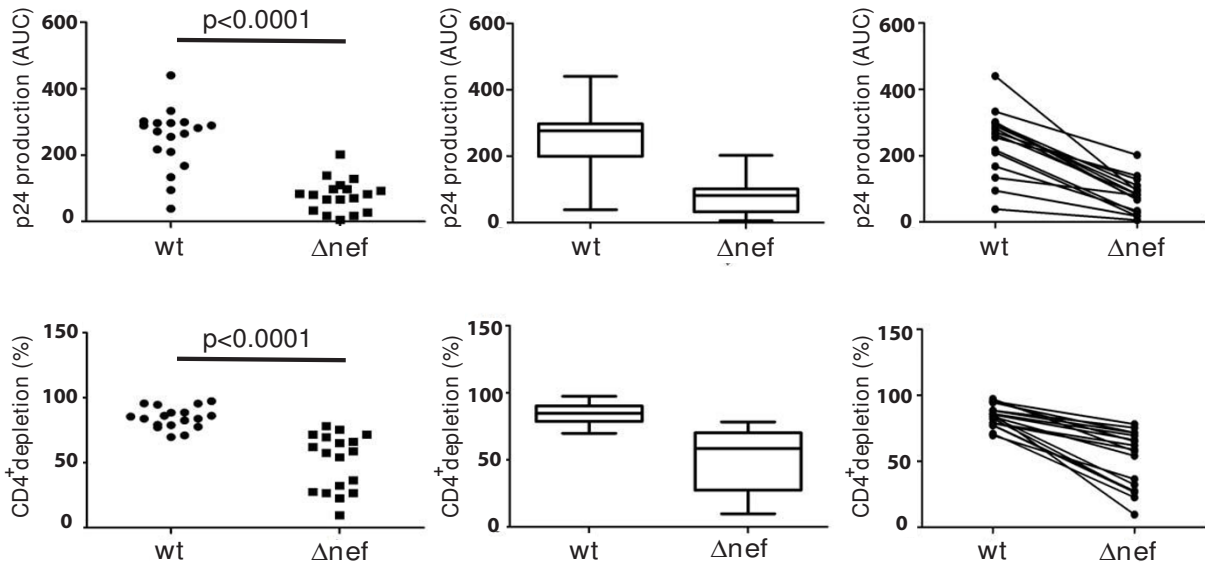 p24 production (AUC)
600
400
200
0
p<0.0001
wt
Δnef
p24 production (AUC)
600
400
200
0
wt
Δnef
p24 production (AUC)
600
400
200
0
wt
Δnef
CD4+depletion (%)
150
100
50
0
p<0.0001
wt
Δnef
CD4+depletion (%)
150
100
50
0
wt
Δnef
CD4+depletion (%)
150
100
50
0
wt
Δnef